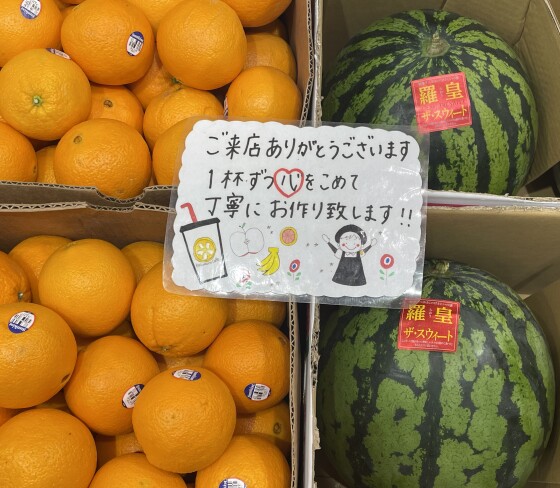 ご来店ありがとうございます
1杯ずつ心をこめて
丁寧にお作り致します!!
羅皇
ザ・スウィート
羅皇
ザ・スウィート